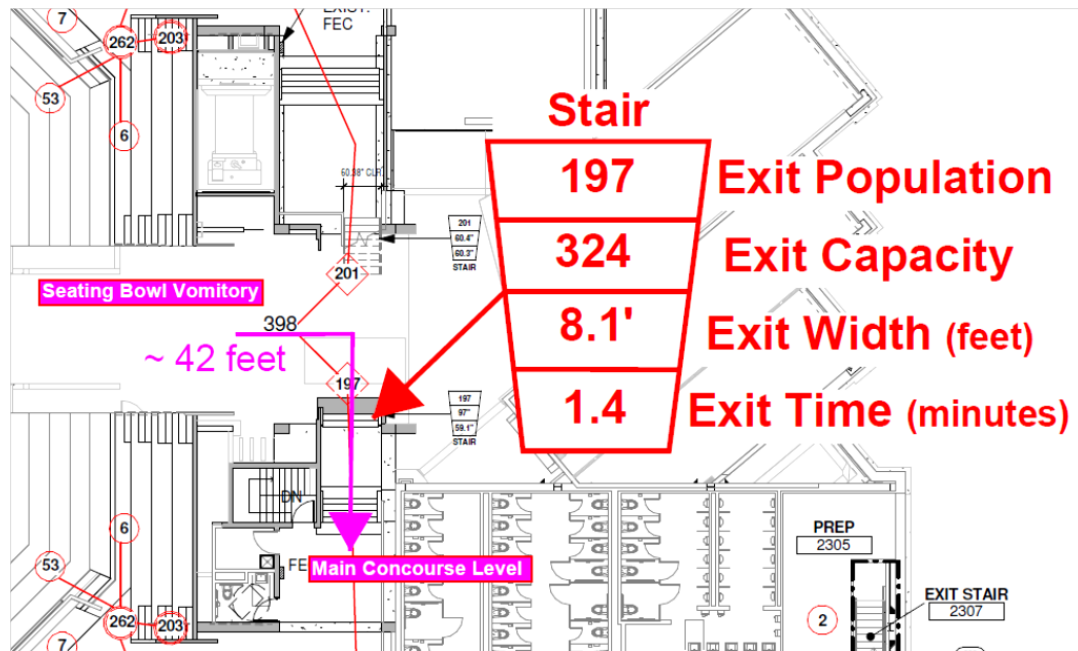 EXIST.
FEC
7
262
203
53
6
60.38" CLR.
201
60.4"
60.3"
STAIR
201
Seating Bowl Vomitory
398
~ 42 feet
197
197
97"
59.1"
STAIR
Stair
197 Exit Population
324 Exit Capacity
8.1' Exit Width (feet)
1.4 Exit Time (minutes)
DN
6
53
FE
Main Concourse Level
262
203
7
PREP
2305
EXIT STAIR
2307
2